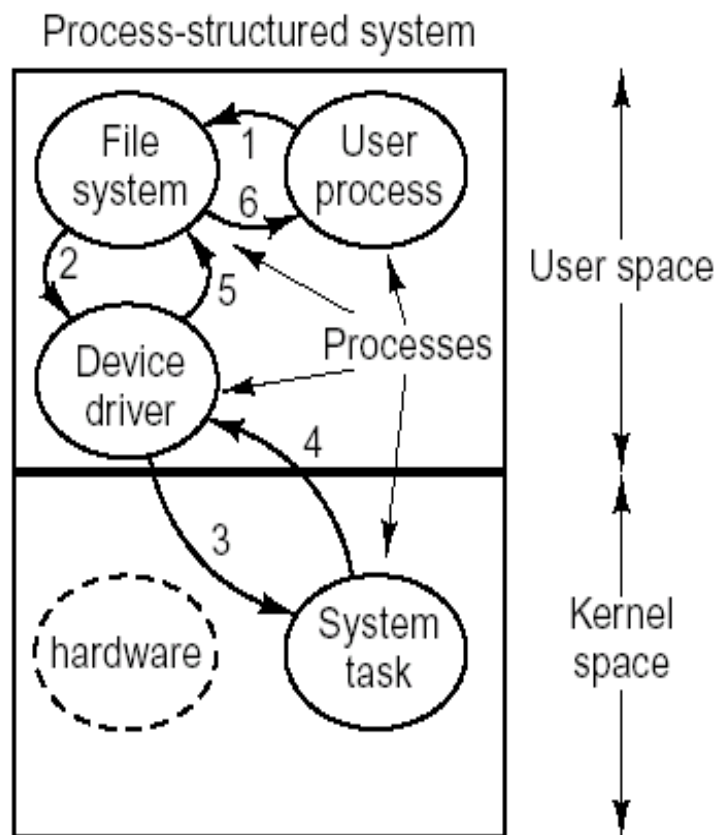 Process-structured system
File
system
1
User
process
6
2
5
User space
Processes
Device
driver
4
3
hardware
System
task
Kernel
space